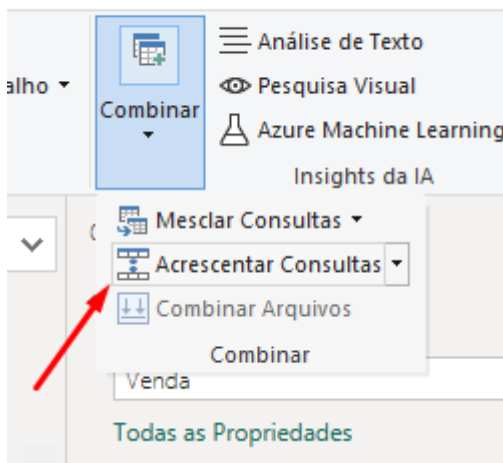 Análise de Texto
alho
Pesquisa Visual
Combinar
Azure Machine Learning
Insights da IA
Mesclar Consultas
Acrescentar Consultas
Combinar Arquivos
Combinar
Venda
Todas as Propriedades